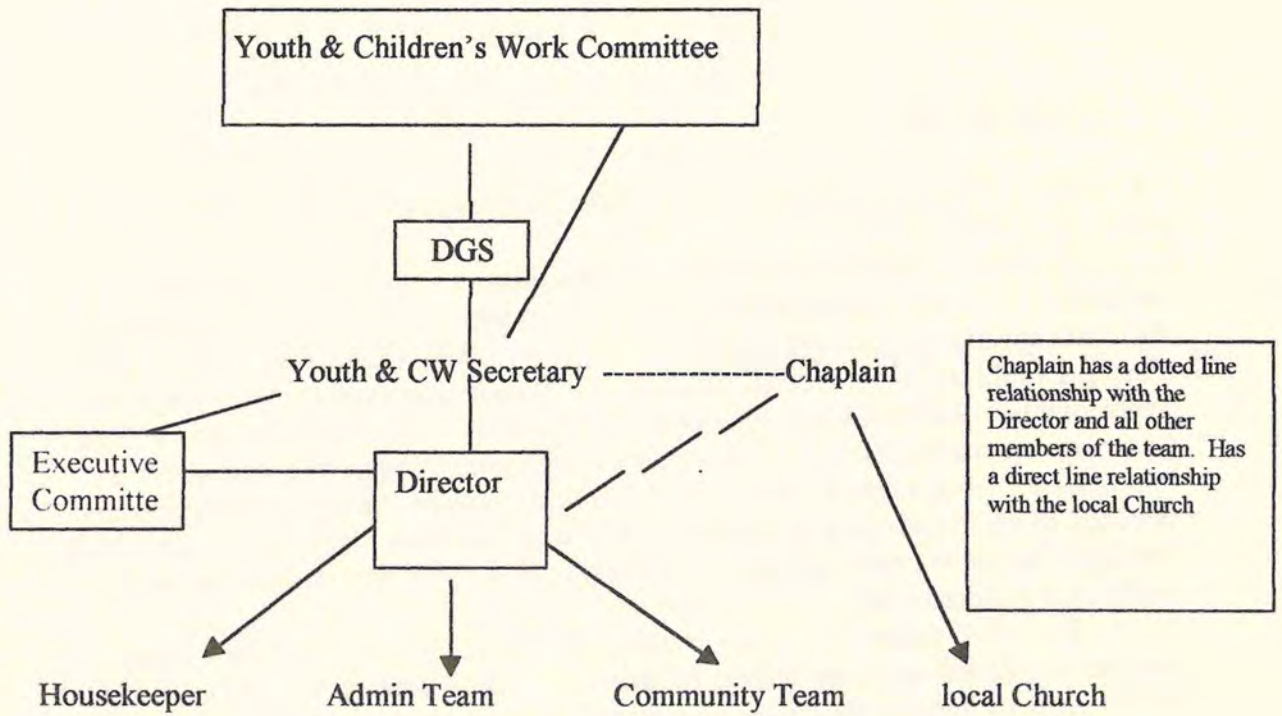 Youth & Children's Work Committee
DGS
Youth & CW Secretary
Chaplain
Chaplain has a dotted line
relationship with the
Director and all other
members of the team. Has
a direct line relationship
with the local Church
Executive
Committe
Director
Housekeeper
Admin Team
Community Team
local Church